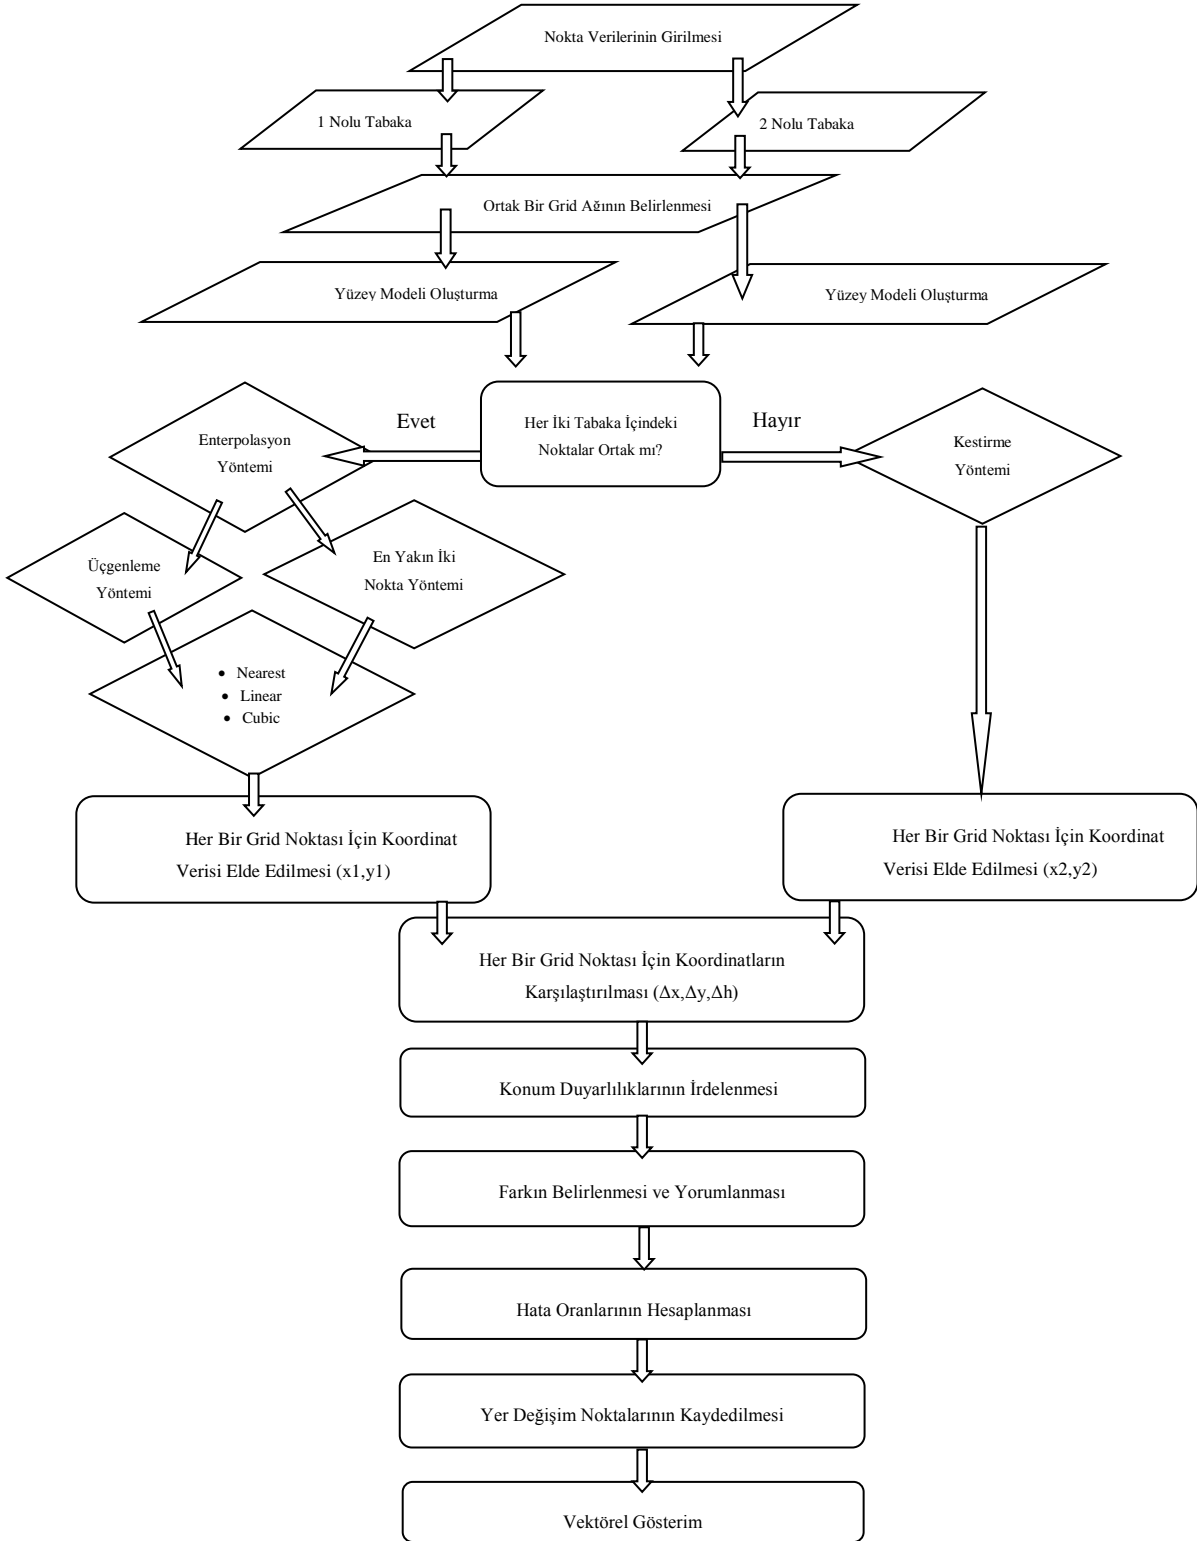 Nokta Verilerinin Girilmesi
1 Nolu Tabaka
2 Nolu Tabaka
Ortak Bir Grid Ağının Belirlenmesi
Yüzey Modeli Oluşturma
Yüzey Modeli Oluşturma
Her İki Tabaka İçindeki
Noktalar Ortak mı?
Evet
Hayır
Enterpolasyon
Yöntemi
Kestirme
Yöntemi
Üçgenleme
Yöntemi
En Yakın İki
Nokta Yöntemi
• Nearest
• Linear
• Cubic
Her Bir Grid Noktası İçin Koordinat
Verisi Elde Edilmesi (x1,y1)
Her Bir Grid Noktası İçin Koordinat
Verisi Elde Edilmesi (x2,y2)
Her Bir Grid Noktası İçin Koordinatların
Karşılaştırılması (Δx,Δy,Δh)
Konum Duyarlılıklarının İrdelenmesi
Farkın Belirlenmesi ve Yorumlanması
Hata Oranlarının Hesaplanması
Yer Değişim Noktalarının Kaydedilmesi
Vektörel Gösterim